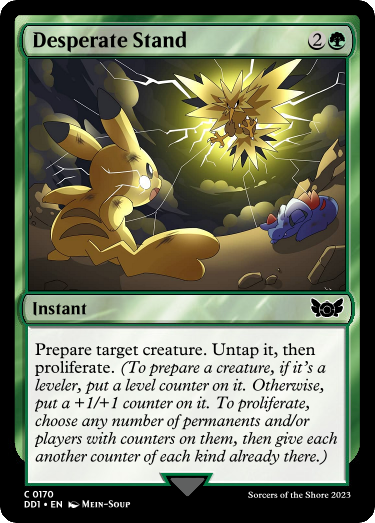 Desperate Stand 2
Instant
Prepare target creature. Untap it, then
proliferate. (To prepare a creature, if it's a
leveler, put a level counter on it. Otherwise,
put a +1/+1 counter on it. To proliferate,
choose any number of permanents and/or
players with counters on them, then give each
another counter of each kind already there.)
C 0170
DD1 • EN Mein-Soup
Sorcers of the Shore 2023